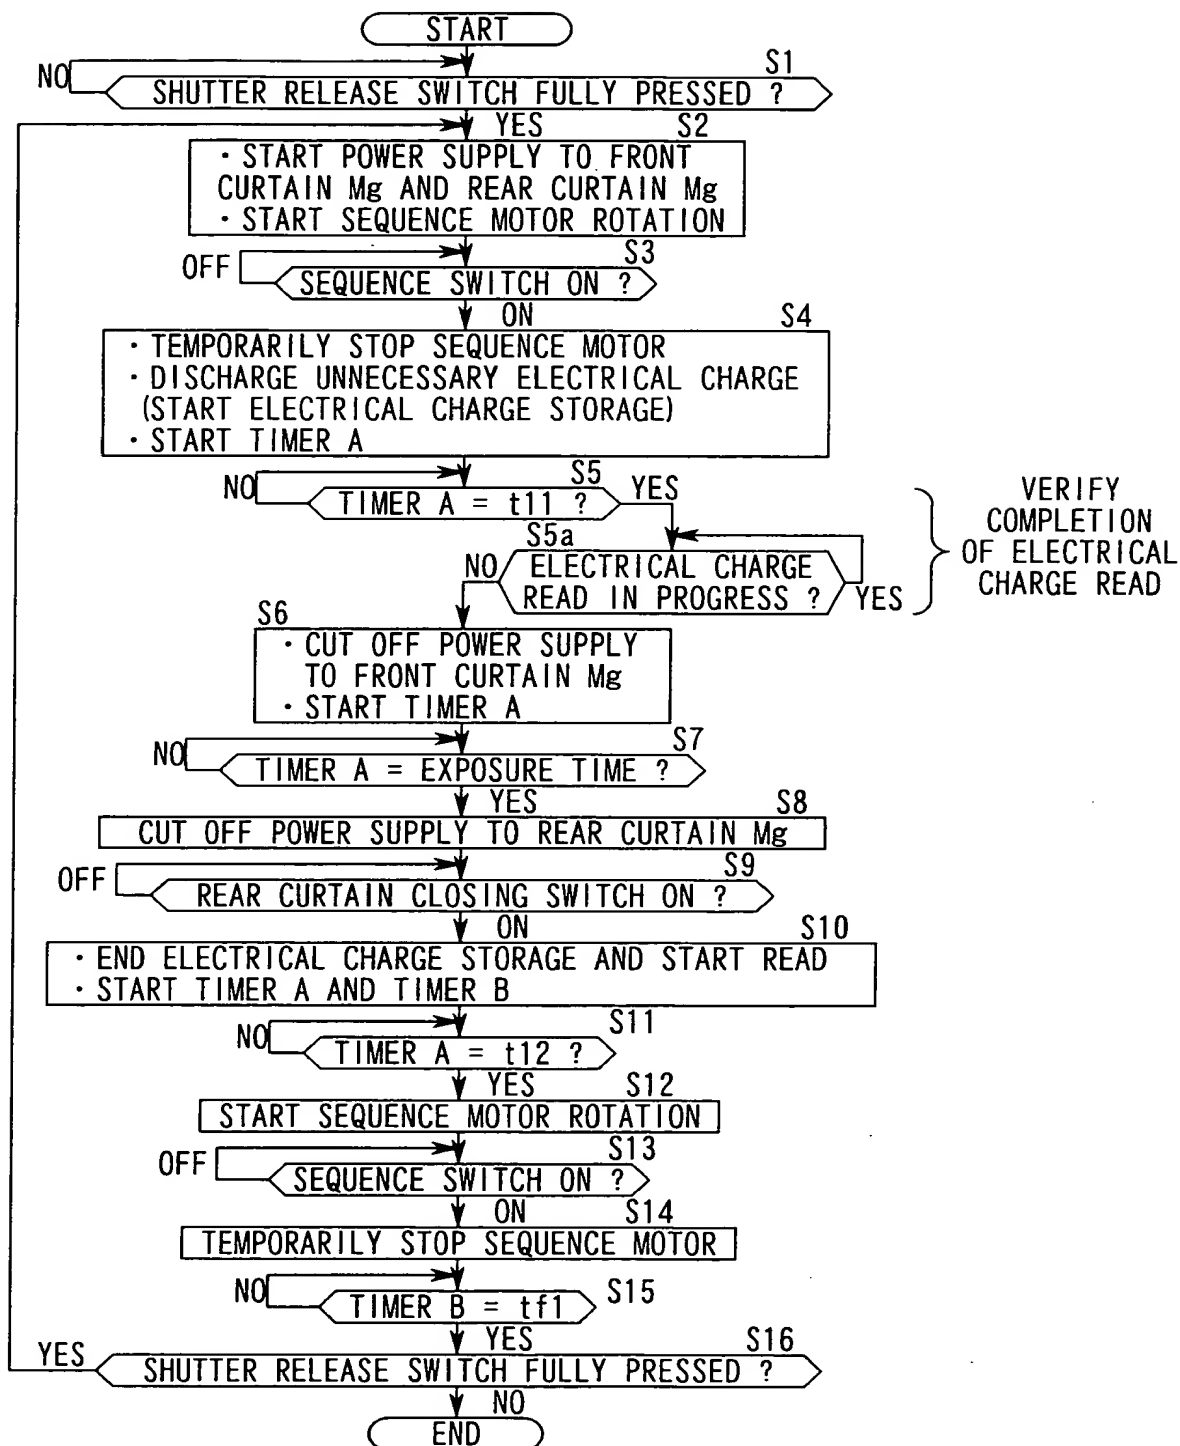 START
S1
NO
SHUTTER RELEASE SWITCH FULLY PRESSED ?
YES
S2
· START POWER SUPPLY TO FRONT
CURTAIN Mg AND REAR CURTAIN Mg
· START SEQUENCE MOTOR ROTATION
S3
OFF
SEQUENCE SWITCH ON ?
ON
S4
· TEMPORARILY STOP SEQUENCE MOTOR
· DISCHARGE UNNECESSARY ELECTRICAL CHARGE
(START ELECTRICAL CHARGE STORAGE)
· START TIMER A
S5
NO
TIMER A = t11 ?
YES
S5a
NO
ELECTRICAL CHARGE
READ IN PROGRESS ?
YES
VERIFY
COMPLETION
OF ELECTRICAL
CHARGE READ
S6
· CUT OFF POWER SUPPLY
TO FRONT CURTAIN Mg
· START TIMER A
S7
NO
TIMER A = EXPOSURE TIME ?
YES
S8
CUT OFF POWER SUPPLY TO REAR CURTAIN Mg
S9
OFF
REAR CURTAIN CLOSING SWITCH ON ?
ON
S10
· END ELECTRICAL CHARGE STORAGE AND START READ
· START TIMER A AND TIMER B
S11
NO
TIMER A = t12 ?
YES
S12
START SEQUENCE MOTOR ROTATION
S13
OFF
SEQUENCE SWITCH ON ?
ON
S14
TEMPORARILY STOP SEQUENCE MOTOR
NO
TIMER B = tf1
S15
YES
S16
YES
SHUTTER RELEASE SWITCH FULLY PRESSED ?
NO
END